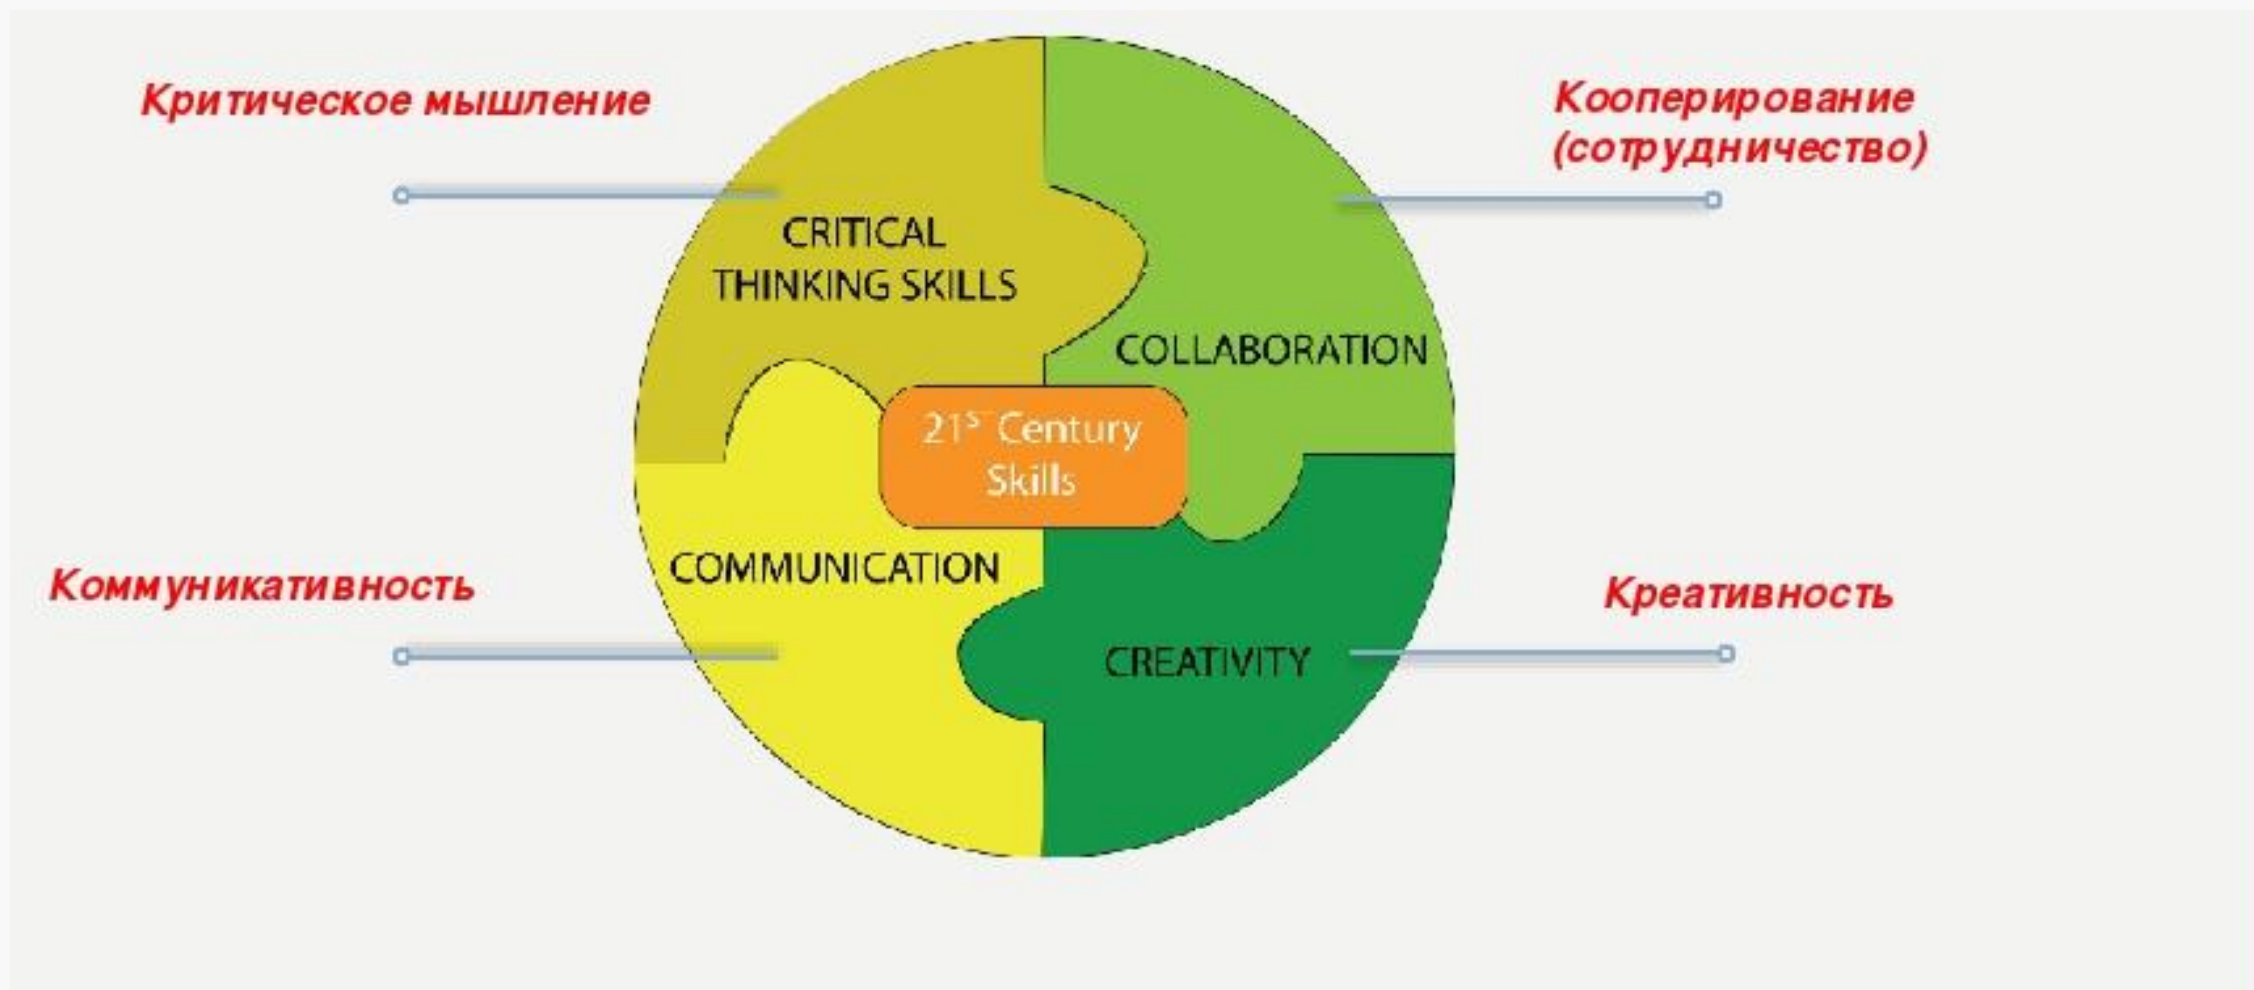 Критическое мышление
Кооперирование
(сотрудничество)
CRITICAL
THINKING SKILLS
COLLABORATION
21ST Century
Skills
COMMUNICATION
Коммуникативность
Креативность
CREATIVITY